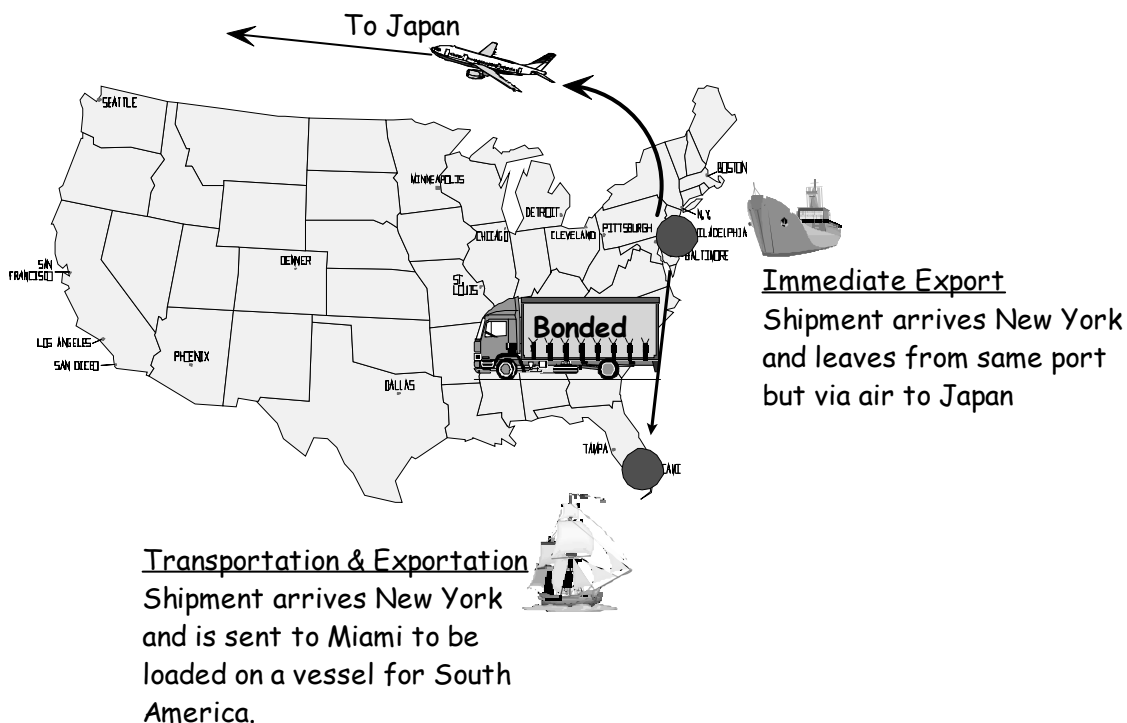 To Japan
SEATTLE
BOSTON
MINNEAPOLIS
DETROIT
N.Y.
CHICAGO
CLEVELAND
PITTSBURGH
ILADELPHIA
BALTIMORE
DENVER
SAN
FRANCISCO
ST.
LOUIS
Immediate Export
Shipment arrives New York
and leaves from same port
but via air to Japan
Bonded
LOS ANGELES
SAN DIEGO
PHOENIX
DALLAS
TAMPA
IAMI
Transportation & Exportation
Shipment arrives New York
and is sent to Miami to be
loaded on a vessel for South
America.